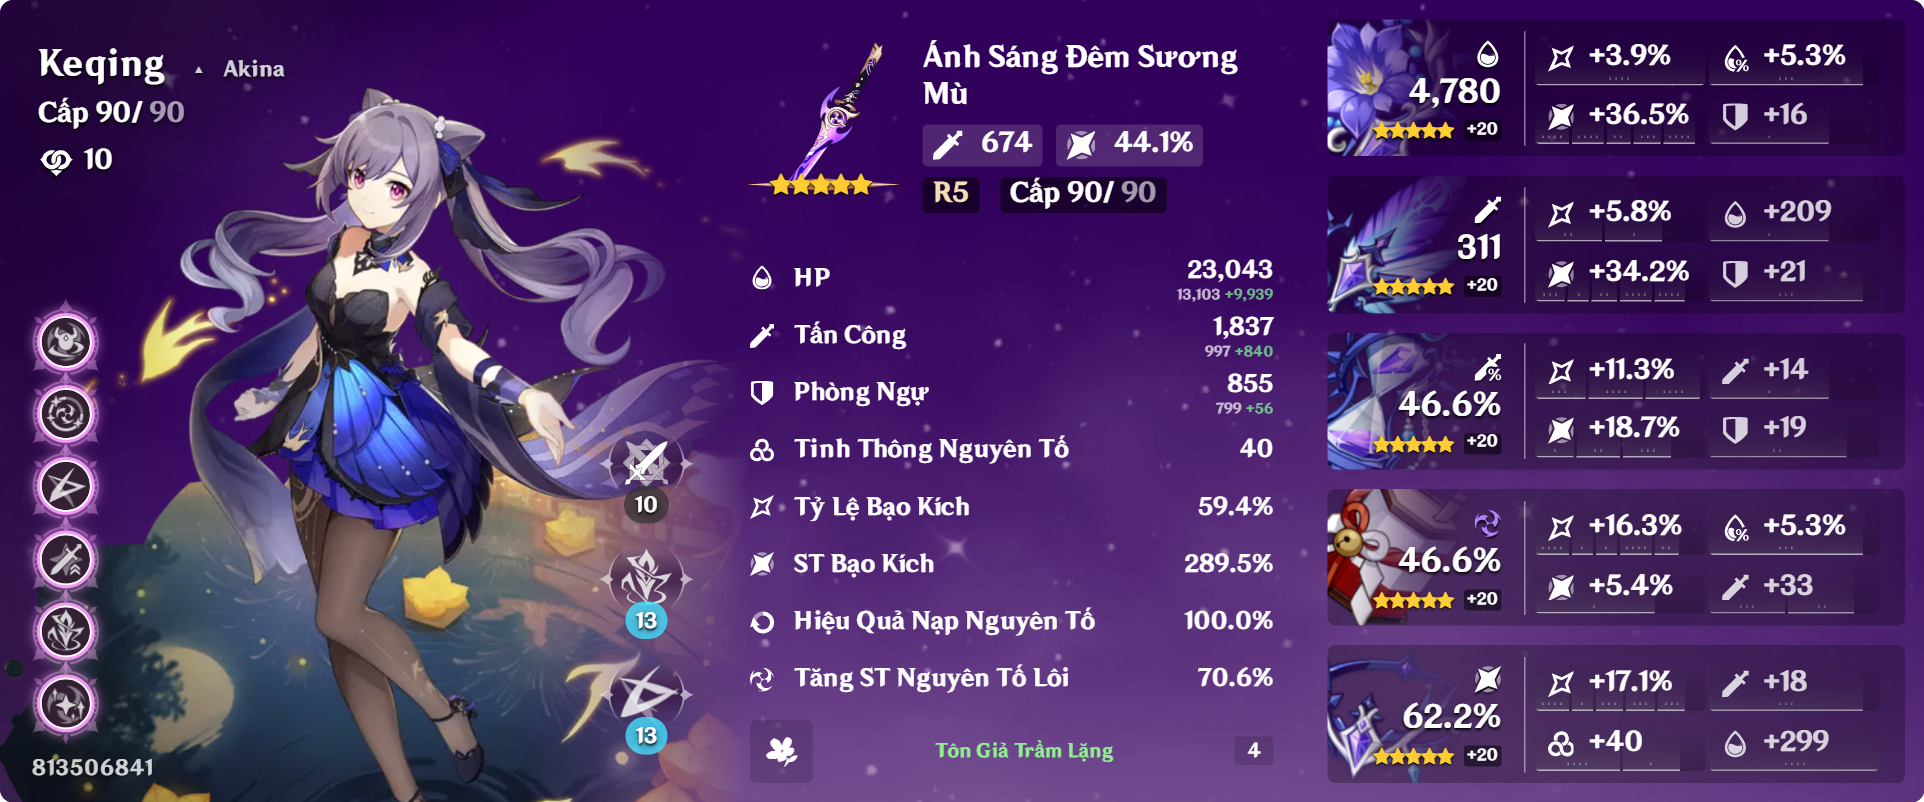 Keqing ▲ Akina
Cấp 90/ 90
10
10
13
13
813506841
Ánh Sáng Đêm Sương
Mù
674 44.1%
R5 Cấp 90/ 90
HP 23,043
13,103 +9,939
Tấn Công 1,837
997 +840
Phòng Ngự 855
799 +56
Tinh Thông Nguyên Tố 40
Tỷ Lệ Bạo Kích 59.4%
ST Bạo Kích 289.5%
Hiệu Quả Nạp Nguyên Tố 100.0%
Tăng ST Nguyên Tố Lôi 70.6%
Tôn Giả Trầm Lặng 4
4,780
+20
+3.9% +5.3%
+36.5% +16
311
+20
+5.8% +209
+34.2% +21
46.6%
+20
+11.3% +14
+18.7% +19
46.6%
+20
+16.3% +5.3%
+5.4% +33
62.2%
+20
+17.1% +18
+40 +299